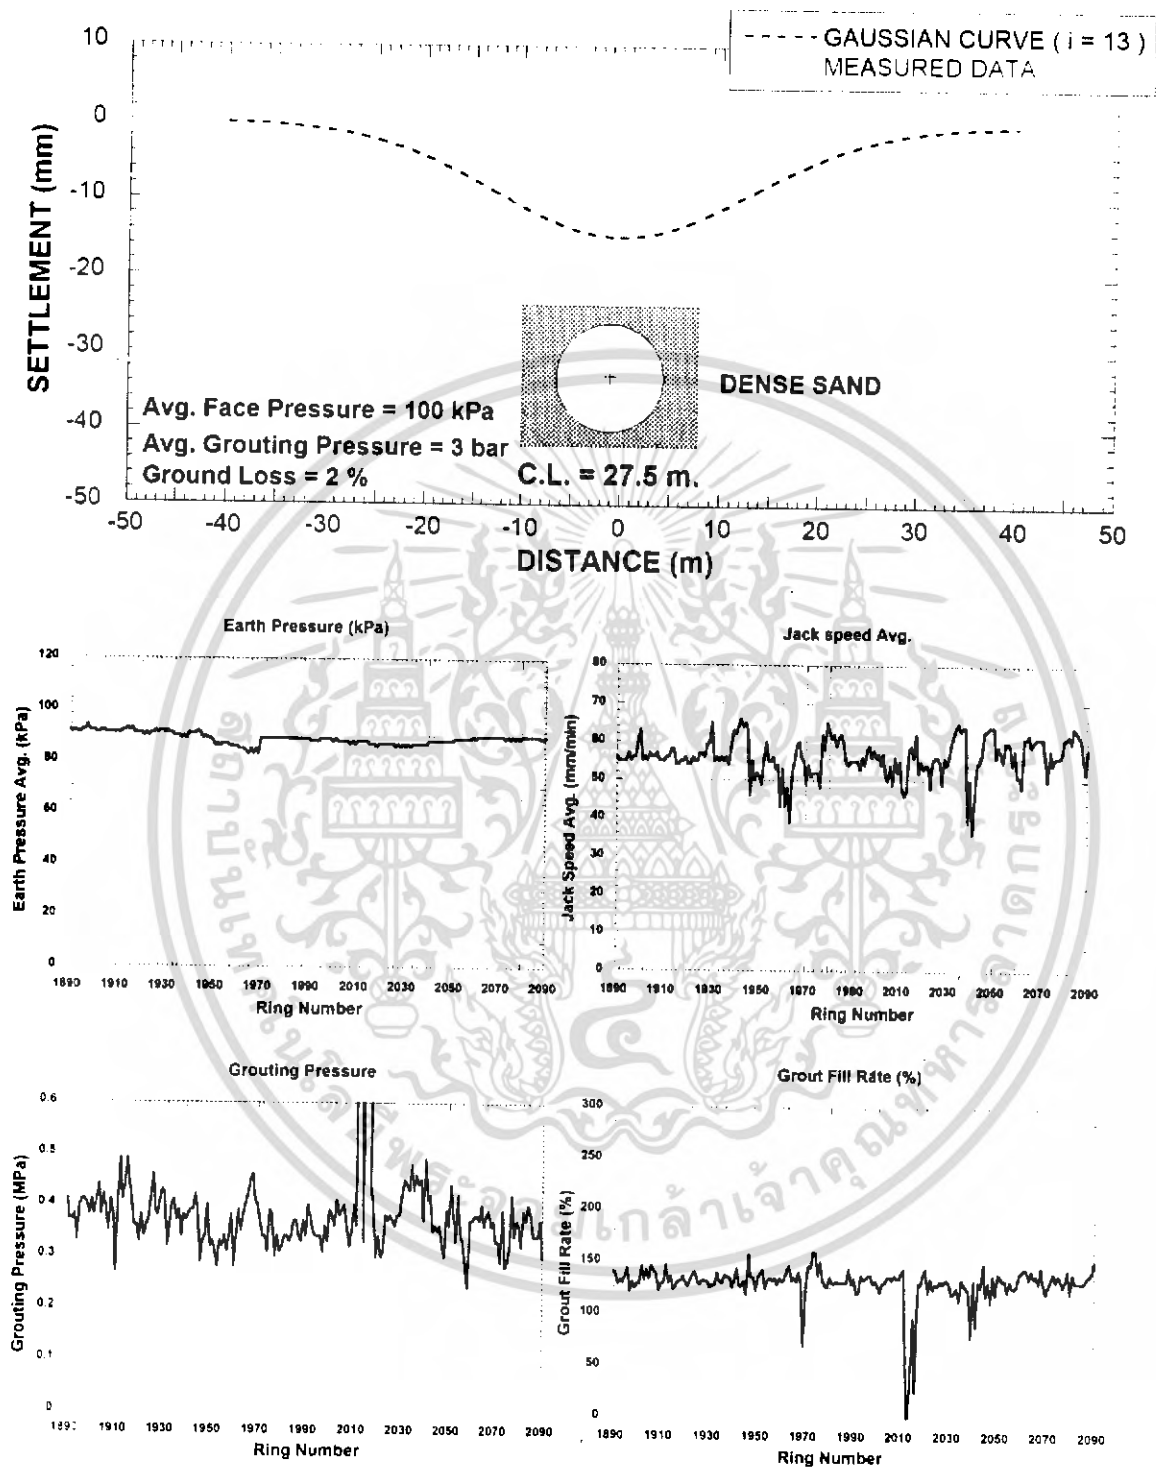 GAUSSIAN CURVE ( i = 13 )
MEASURED DATA
10
0
-10
-20
-30
-40
-50
SETTLEMENT (mm)
DENSE SAND
Avg. Face Pressure = 100 kPa
Avg. Grouting Pressure = 3 bar
Ground Loss = 2 %
C.L. = 27.5 m.
-50 -40 -30 -20 -10 0 10 20 30 40 50
DISTANCE (m)
Earth Pressure (kPa)
120
100
80
60
40
20
0
Earth Pressure Avg. (kPa)
1890 1910 1930 1950 1970 1990 2010 2030 2050 2070 2090
Ring Number
Jack speed Avg.
80
70
60
50
40
30
20
10
0
Jack Speed Avg. (mm/min)
1890 1910 1930 1950 1970 1980 2010 2030 2060 2070 2090
Ring Number
Grouting Pressure
0.6
0.5
0.4
0.3
0.2
0.1
0
Grouting Pressure (MPa)
1890 1910 1930 1950 1970 1990 2010 2030 2050 2070 2090
Ring Number
Grout Fill Rate (%)
300
250
200
150
100
50
0
Grout Fill Rate (%)
1890 1910 1930 1950 1970 1990 2010 2030 2050 2070 2090
Ring Number